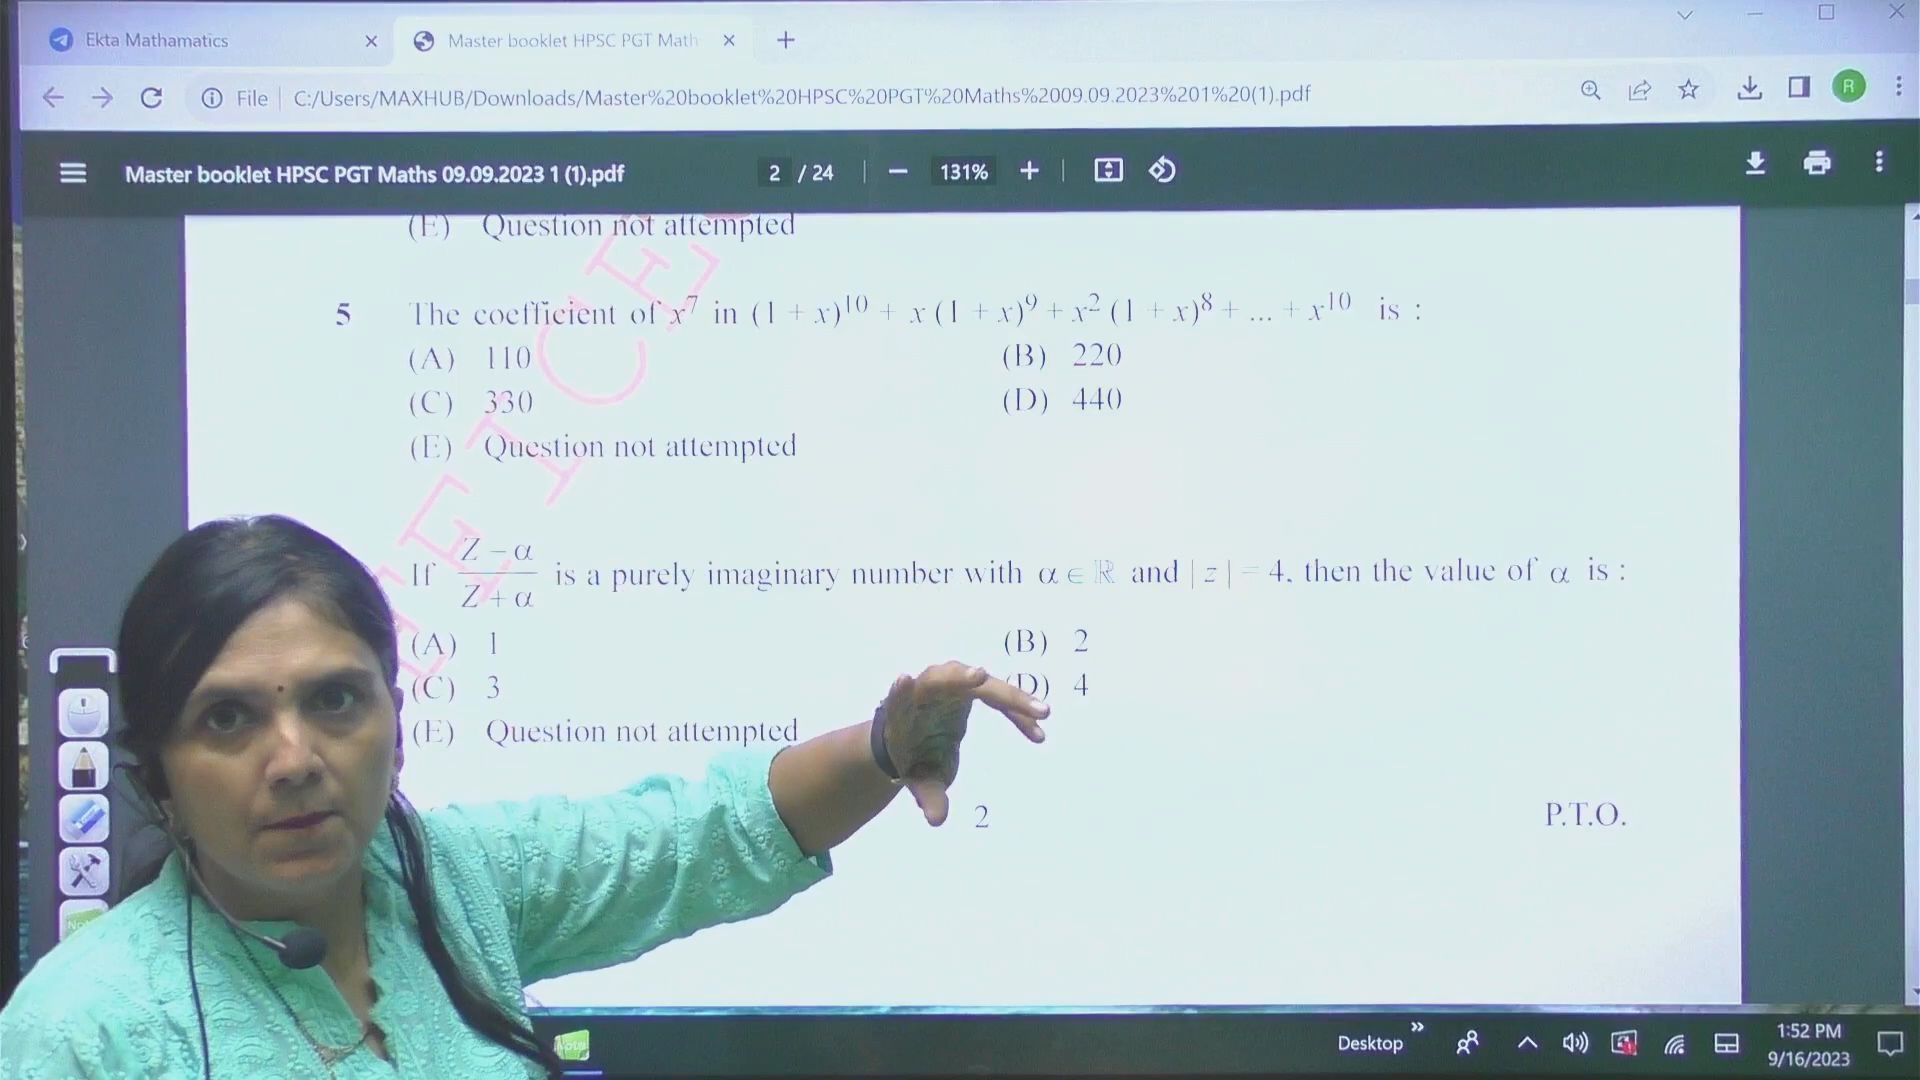 Ekta Mathamatics
Master booklet HPSC PGT Math
File C:/Users/MAXHUB/Downloads/Master%20booklet%20HPSC%20PGT%20Maths%2009.09.2023%201%20(1).pdf
R
Master booklet HPSC PGT Maths 09.09.2023 1 (1).pdf 2 / 24 131%
(E) Question not attempted
5 The coefficient of x⁷ in (1 + x)¹⁰ + x (1 + x)⁹ + x² (1 + x)⁸ + ... + x¹⁰ is :
(A) 110 (B) 220
(C) 330 (D) 440
(E) Question not attempted
If (Z – α)/(Z + α) is a purely imaginary number with α ∈ ℝ and | z | = 4, then the value of α is :
(A) 1 (B) 2
(C) 3 (D) 4
(E) Question not attempted
2 P.T.O.
Desktop 1:52 PM
9/16/2023